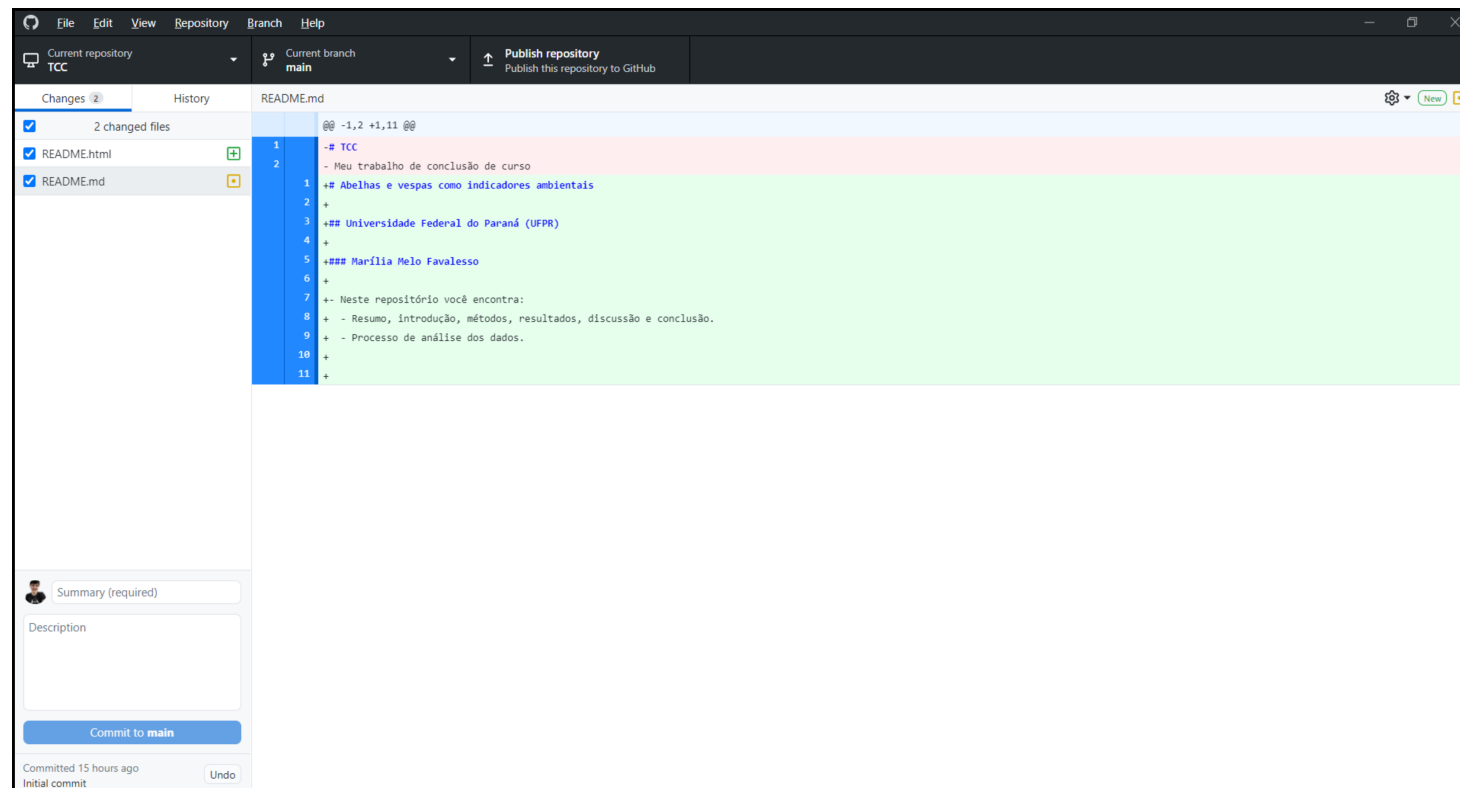 File Edit View Repository Branch Help
Current repository
TCC
Current branch
main
Publish repository
Publish this repository to GitHub
Changes 2 History
README.md
New
2 changed files
README.html
README.md
@@ -1,2 +1,11 @@
1 -# TCC
2 - Meu trabalho de conclusão de curso
1 +# Abelhas e vespas como indicadores ambientais
2 +
3 +## Universidade Federal do Paraná (UFPR)
4 +
5 +### Marília Melo Favalesso
6 +
7 +- Neste repositório você encontra:
8 +  - Resumo, introdução, métodos, resultados, discussão e conclusão.
9 +  - Processo de análise dos dados.
10 +
11 +
Summary (required)
Description
Commit to main
Committed 15 hours ago
Initial commit
Undo